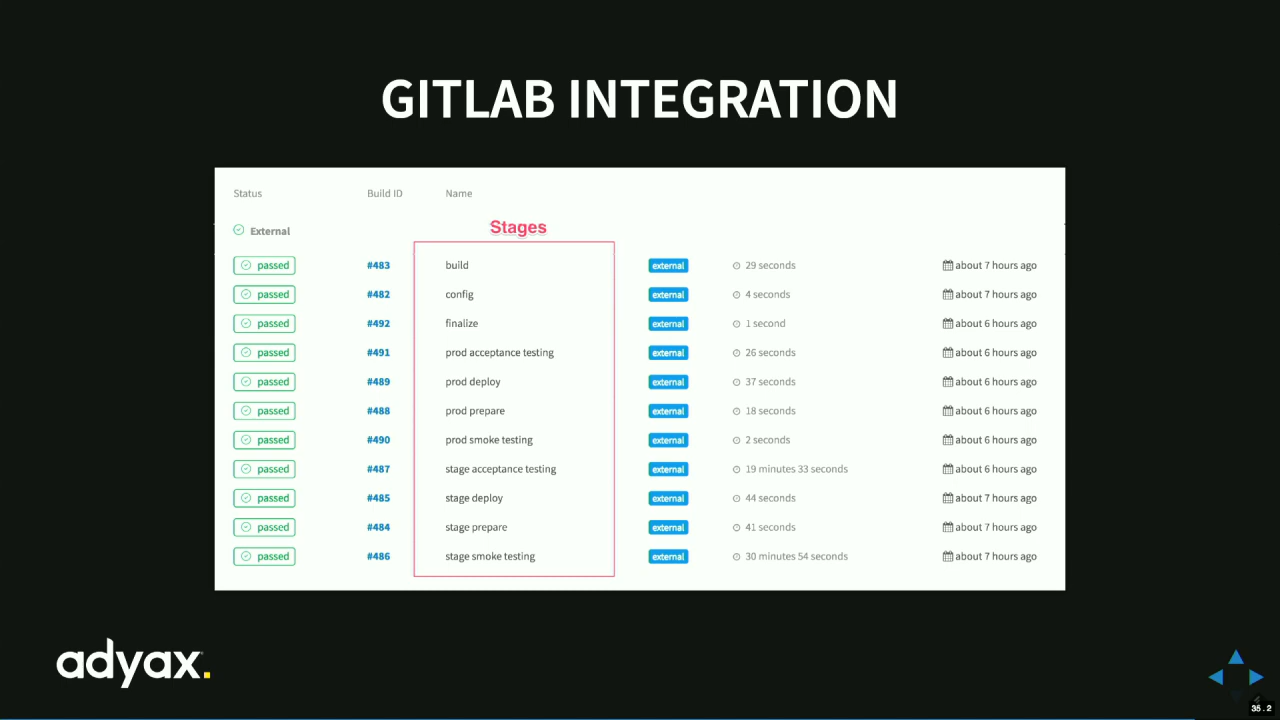 GITLAB INTEGRATION
Status Build ID Name
External Stages
passed #483 build external 29 seconds about 7 hours ago
passed #482 config external 4 seconds about 7 hours ago
passed #492 finalize external 1 second about 6 hours ago
passed #491 prod acceptance testing external 26 seconds about 6 hours ago
passed #489 prod deploy external 37 seconds about 6 hours ago
passed #488 prod prepare external 18 seconds about 6 hours ago
passed #490 prod smoke testing external 2 seconds about 6 hours ago
passed #487 stage acceptance testing external 19 minutes 33 seconds about 6 hours ago
passed #485 stage deploy external 44 seconds about 7 hours ago
passed #484 stage prepare external 41 seconds about 7 hours ago
passed #486 stage smoke testing external 30 minutes 54 seconds about 7 hours ago
adyax.
35.2